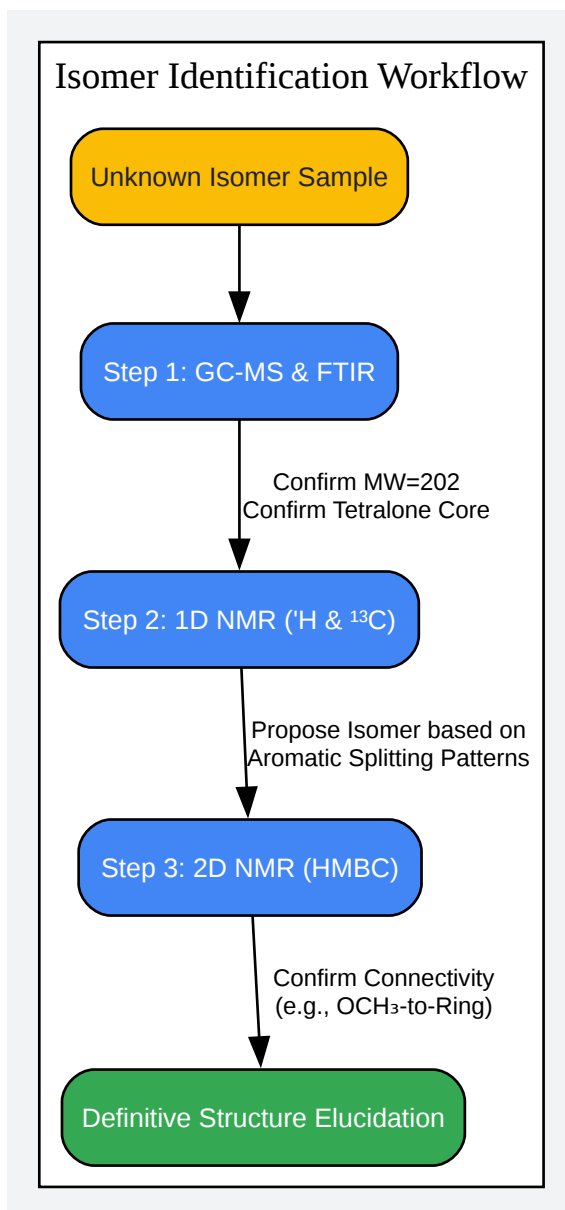 Isomer Identification Workflow
Unknown Isomer Sample
Step 1: GC-MS & FTIR
Confirm MW=202
Confirm Tetralone Core
Step 2: 1D NMR ('H & ¹³C)
Propose Isomer based on
Aromatic Splitting Patterns
Step 3: 2D NMR (HMBC)
Confirm Connectivity
(e.g., OCH₃-to-Ring)
Definitive Structure Elucidation